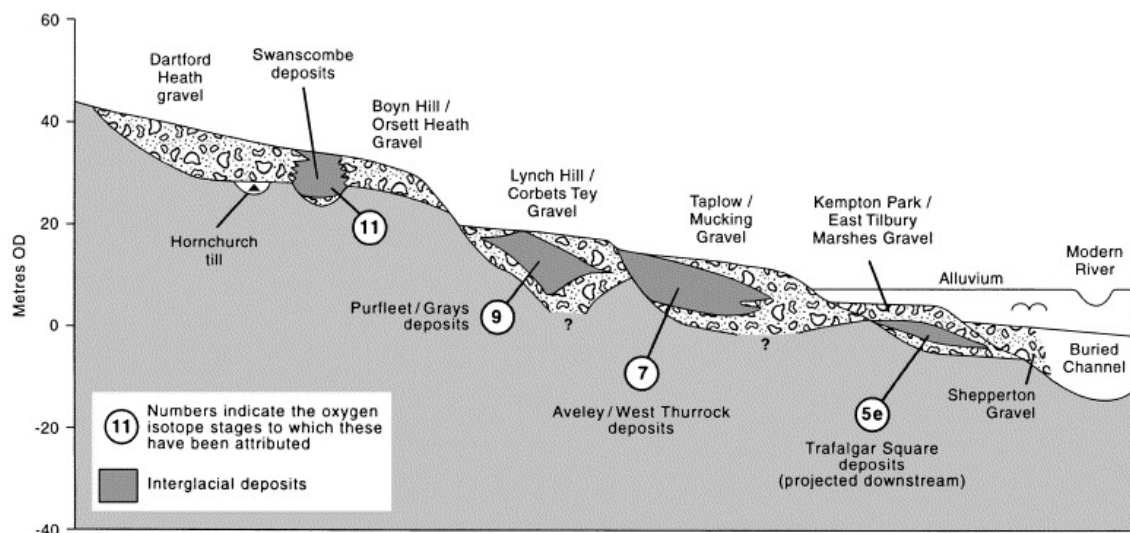 60
40
20
0
-20
-40
Metres OD
Dartford
Heath
gravel
Swanscombe
deposits
Boyn Hill /
Orsett Heath
Gravel
11
Hornchurch
till
Lynch Hill /
Corbets Tey
Gravel
Purfleet / Grays
deposits
9
?
Taplow /
Mucking
Gravel
7
?
Aveley / West Thurrock
deposits
Kempton Park /
East Tilbury
Marshes Gravel
5e
Trafalgar Square
deposits
(projected downstream)
Alluvium
Modern
River
Buried
Channel
Shepperton
Gravel
11 Numbers indicate the oxygen
isotope stages to which these
have been attributed
Interglacial deposits